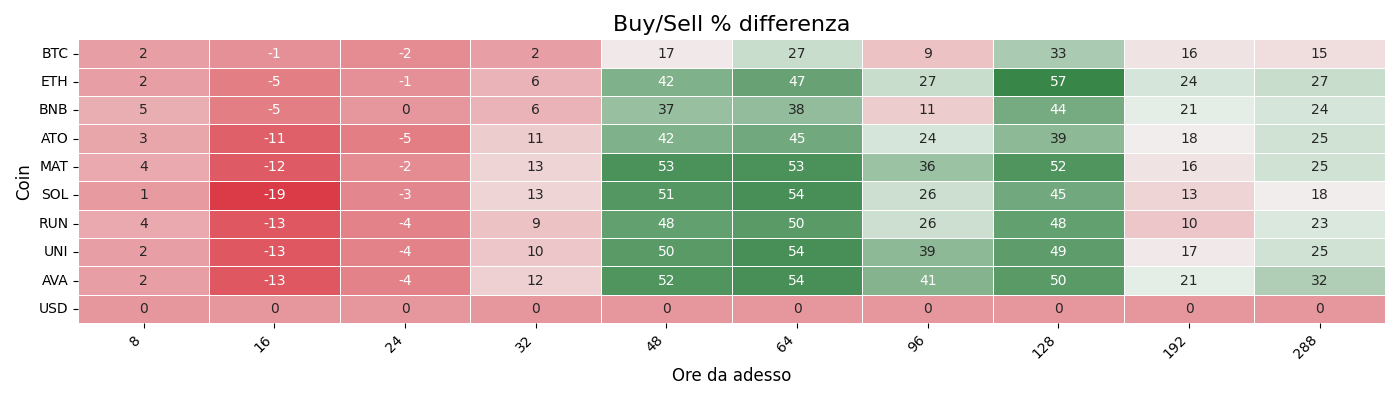 Buy/Sell % differenza
Coin
BTC 2 -1 -2 2 17 27 9 33 16 15
ETH 2 -5 -1 6 42 47 27 57 24 27
BNB 5 -5 0 6 37 38 11 44 21 24
ATO 3 -11 -5 11 42 45 24 39 18 25
MAT 4 -12 -2 13 53 53 36 52 16 25
SOL 1 -19 -3 13 51 54 26 45 13 18
RUN 4 -13 -4 9 48 50 26 48 10 23
UNI 2 -13 -4 10 50 54 39 49 17 25
AVA 2 -13 -4 12 52 54 41 50 21 32
USD 0 0 0 0 0 0 0 0 0 0
8 16 24 32 48 64 96 128 192 288
Ore da adesso